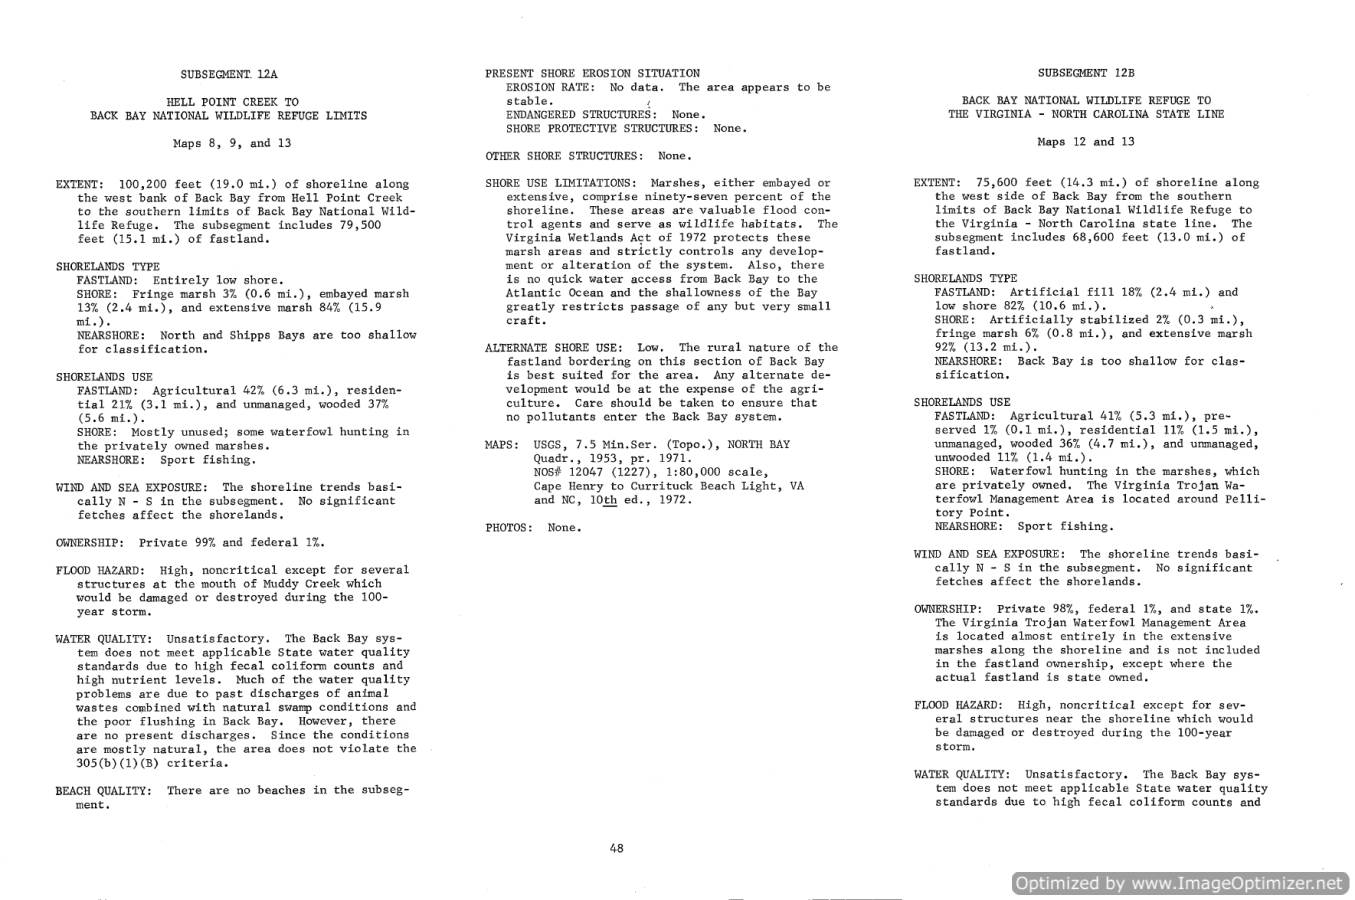 SUBSEGMENT 12A
HELL POINT CREEK TO
BACK BAY NATIONAL WILDLIFE REFUGE LIMITS
Maps 8, 9, and 13
EXTENT: 100,200 feet (19.0 mi.) of shoreline along
the west bank of Back Bay from Hell Point Creek
to the southern limits of Back Bay National Wild-
life Refuge. The subsegment includes 79,500
feet (15.1 mi.) of fastland.
SHORELANDS TYPE
FASTLAND: Entirely low shore.
SHORE: Fringe marsh 3% (0.6 mi.), embayed marsh
13% (2.4 mi.), and extensive marsh 84% (15.9
mi.).
NEARSHORE: North and Shipps Bays are too shallow
for classification.
SHORELANDS USE
FASTLAND: Agricultural 42% (6.3 mi.), residen-
tial 21% (3.1 mi.), and unmanaged, wooded 37%
(5.6 mi.).
SHORE: Mostly unused; some waterfowl hunting in
the privately owned marshes.
NEARSHORE: Sport fishing.
WIND AND SEA EXPOSURE: The shoreline trends basi-
cally N - S in the subsegment. No significant
fetches affect the shorelands.
OWNERSHIP: Private 99% and federal 1%.
FLOOD HAZARD: High, noncritical except for several
structures at the mouth of Muddy Creek which
would be damaged or destroyed during the 100-
year storm.
WATER QUALITY: Unsatisfactory. The Back Bay sys-
tem does not meet applicable State water quality
standards due to high fecal coliform counts and
high nutrient levels. Much of the water quality
problems are due to past discharges of animal
wastes combined with natural swamp conditions and
the poor flushing in Back Bay. However, there
are no present discharges. Since the conditions
are mostly natural, the area does not violate the
305(b)(1)(B) criteria.
BEACH QUALITY: There are no beaches in the subseg-
ment.
PRESENT SHORE EROSION SITUATION
EROSION RATE: No data. The area appears to be
stable.
ENDANGERED STRUCTURES: None.
SHORE PROTECTIVE STRUCTURES: None.
OTHER SHORE STRUCTURES: None.
SHORE USE LIMITATIONS: Marshes, either embayed or
extensive, comprise ninety-seven percent of the
shoreline. These areas are valuable flood con-
trol agents and serve as wildlife habitats. The
Virginia Wetlands Act of 1972 protects these
marsh areas and strictly controls any develop-
ment or alteration of the system. Also, there
is no quick water access from Back Bay to the
Atlantic Ocean and the shallowness of the Bay
greatly restricts passage of any but very small
craft.
ALTERNATE SHORE USE: Low. The rural nature of the
fastland bordering on this section of Back Bay
is best suited for the area. Any alternate de-
velopment would be at the expense of the agri-
culture. Care should be taken to ensure that
no pollutants enter the Back Bay system.
MAPS: USGS, 7.5 Min.Ser. (Topo.), NORTH BAY
Quadr., 1953, pr. 1971.
NOS# 12047 (1227), 1:80,000 scale,
Cape Henry to Currituck Beach Light, VA
and NC, 10th ed., 1972.
PHOTOS: None.
SUBSEGMENT 12B
BACK BAY NATIONAL WILDLIFE REFUGE TO
THE VIRGINIA - NORTH CAROLINA STATE LINE
Maps 12 and 13
EXTENT: 75,600 feet (14.3 mi.) of shoreline along
the west side of Back Bay from the southern
limits of Back Bay National Wildlife Refuge to
the Virginia - North Carolina state line. The
subsegment includes 68,600 feet (13.0 mi.) of
fastland.
SHORELANDS TYPE
FASTLAND: Artificial fill 18% (2.4 mi.) and
low shore 82% (10.6 mi.).
SHORE: Artificially stabilized 2% (0.3 mi.),
fringe marsh 6% (0.8 mi.), and extensive marsh
92% (13.2 mi.).
NEARSHORE: Back Bay is too shallow for clas-
sification.
SHORELANDS USE
FASTLAND: Agricultural 41% (5.3 mi.), pre-
served 1% (0.1 mi.), residential 11% (1.5 mi.),
unmanaged, wooded 36% (4.7 mi.), and unmanaged,
unwooded 11% (1.4 mi.).
SHORE: Waterfowl hunting in the marshes, which
are privately owned. The Virginia Trojan Wa-
terfowl Management Area is located around Pelli-
tory Point.
NEARSHORE: Sport fishing.
WIND AND SEA EXPOSURE: The shoreline trends basi-
cally N - S in the subsegment. No significant
fetches affect the shorelands.
OWNERSHIP: Private 98%, federal 1%, and state 1%.
The Virginia Trojan Waterfowl Management Area
is located almost entirely in the extensive
marshes along the shoreline and is not included
in the fastland ownership, except where the
actual fastland is state owned.
FLOOD HAZARD: High, noncritical except for sev-
eral structures near the shoreline which would
be damaged or destroyed during the 100-year
storm.
WATER QUALITY: Unsatisfactory. The Back Bay sys-
tem does not meet applicable State water quality
standards due to high fecal coliform counts and
48
Optimized by www.ImageOptimizer.net